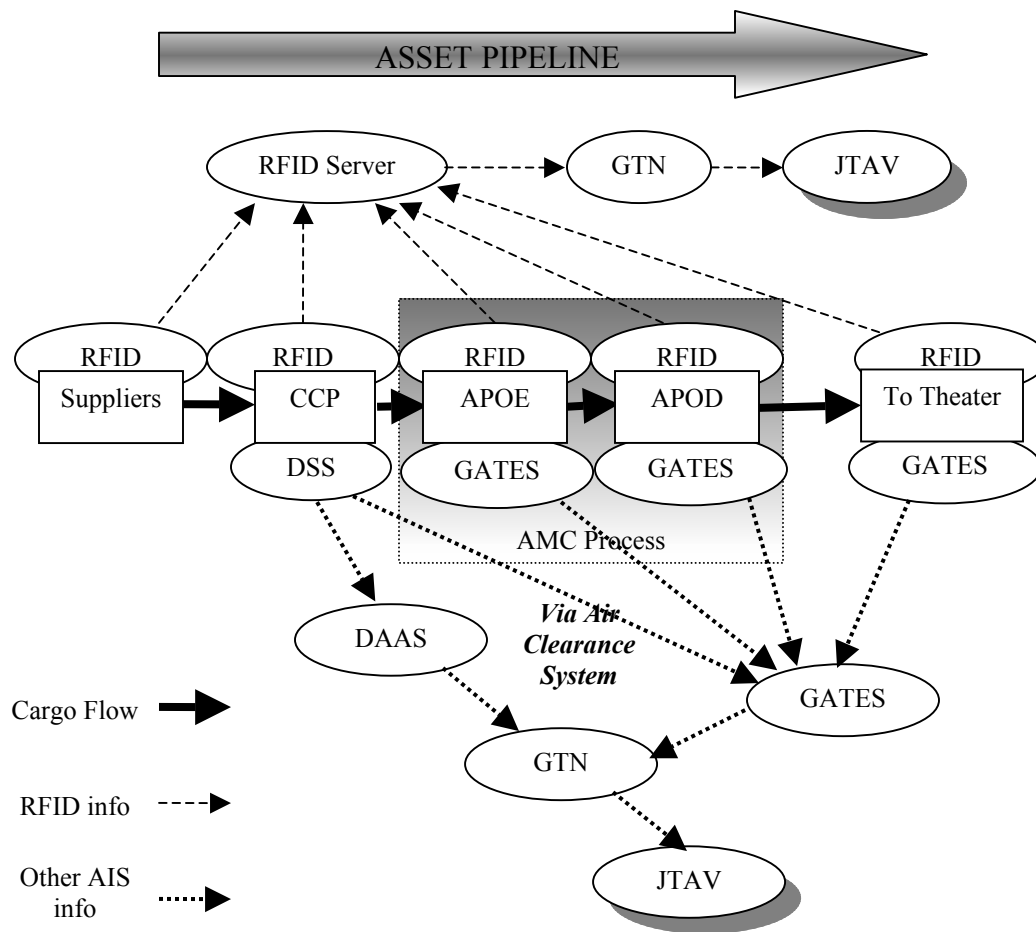 ASSET PIPELINE
RFID Server
GTN
JTAV
RFID
RFID
RFID
RFID
RFID
Suppliers
CCP
APOE
APOD
To Theater
DSS
GATES
GATES
GATES
AMC Process
Via Air
Clearance
System
DAAS
GATES
GTN
JTAV
Cargo Flow
RFID info
Other AIS
info